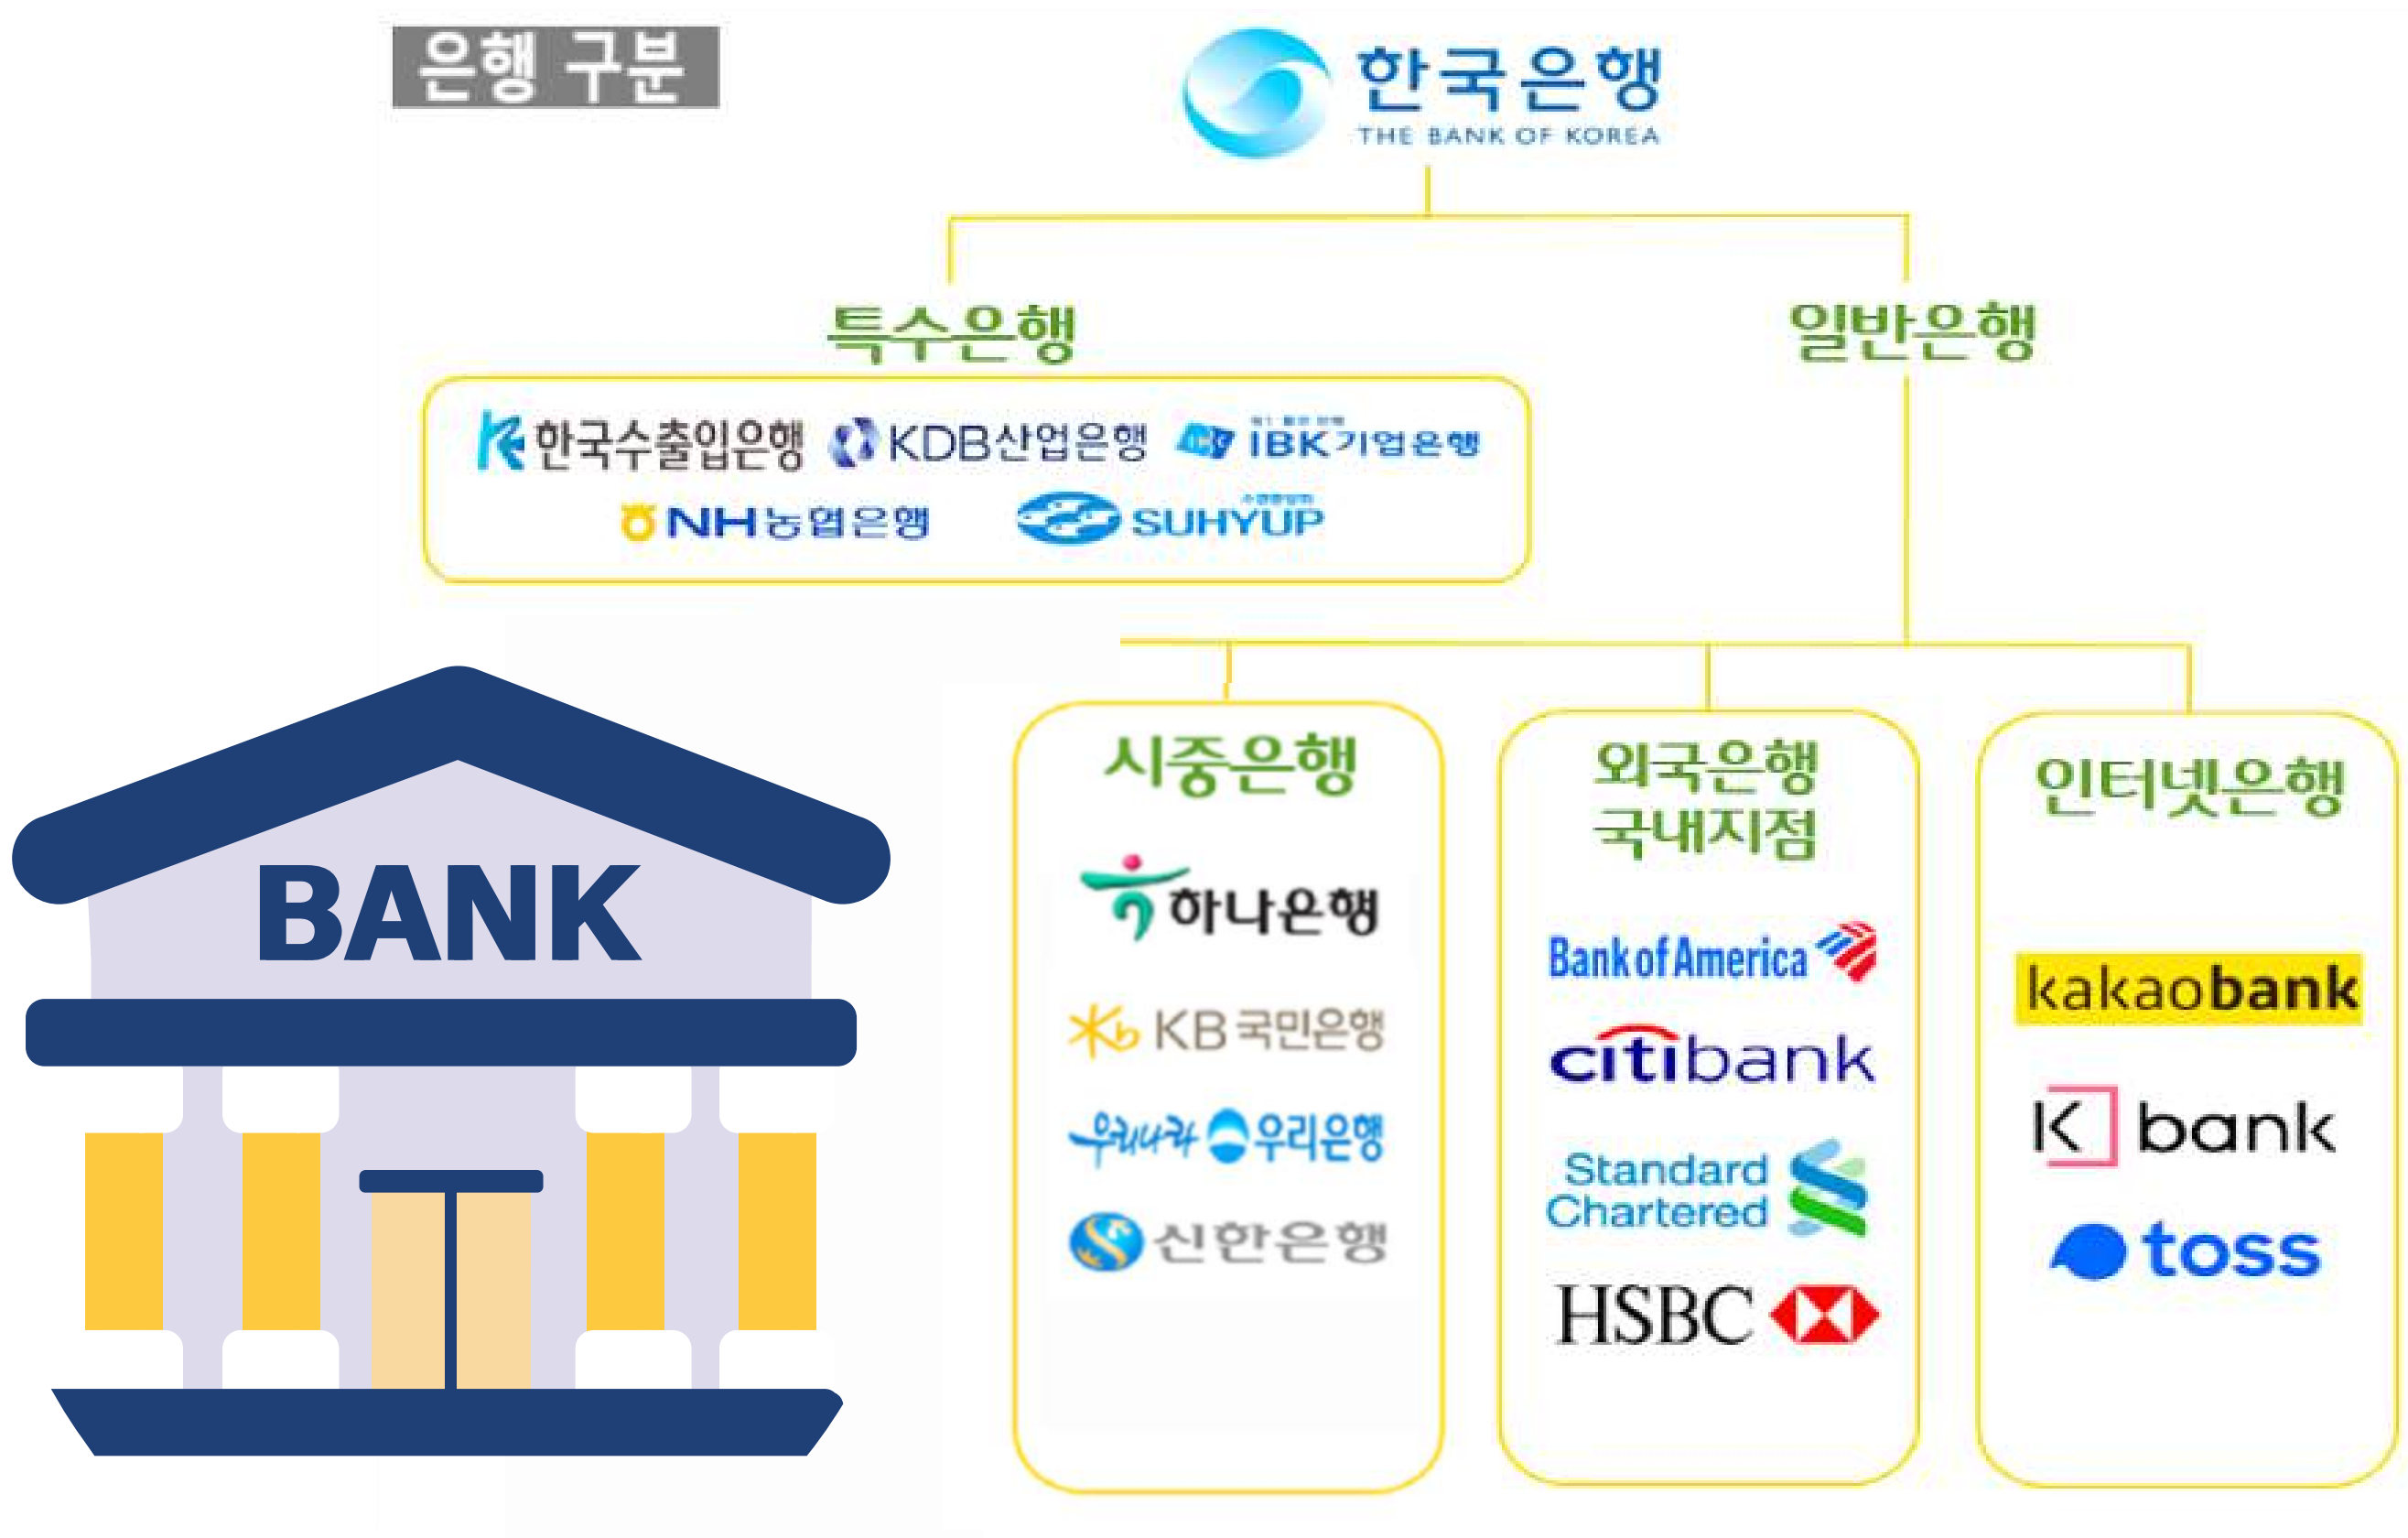 은행 구분
한국은행
THE BANK OF KOREA
특수은행
일반은행
한국수출입은행 KDB산업은행 IBK기업은행
NH농협은행 SUHYUP
시중은행
하나은행
KB국민은행
우리나라 우리은행
신한은행
외국은행
국내지점
Bank of America
citibank
Standard
Chartered
HSBC
인터넷은행
kakaobank
K bank
toss
BANK